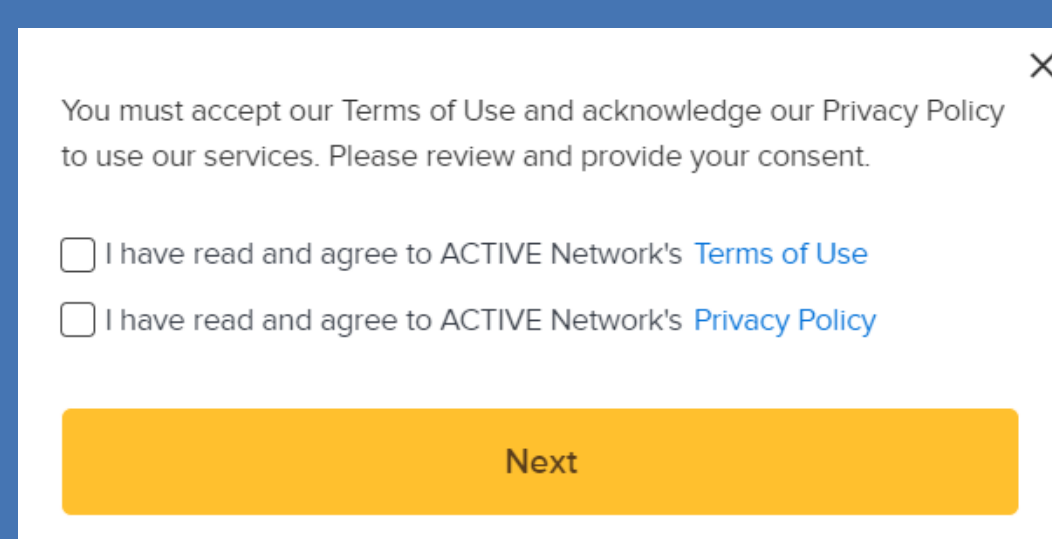 You must accept our Terms of Use and acknowledge our Privacy Policy
to use our services. Please review and provide your consent.
I have read and agree to ACTIVE Network's Terms of Use
I have read and agree to ACTIVE Network's Privacy Policy
Next